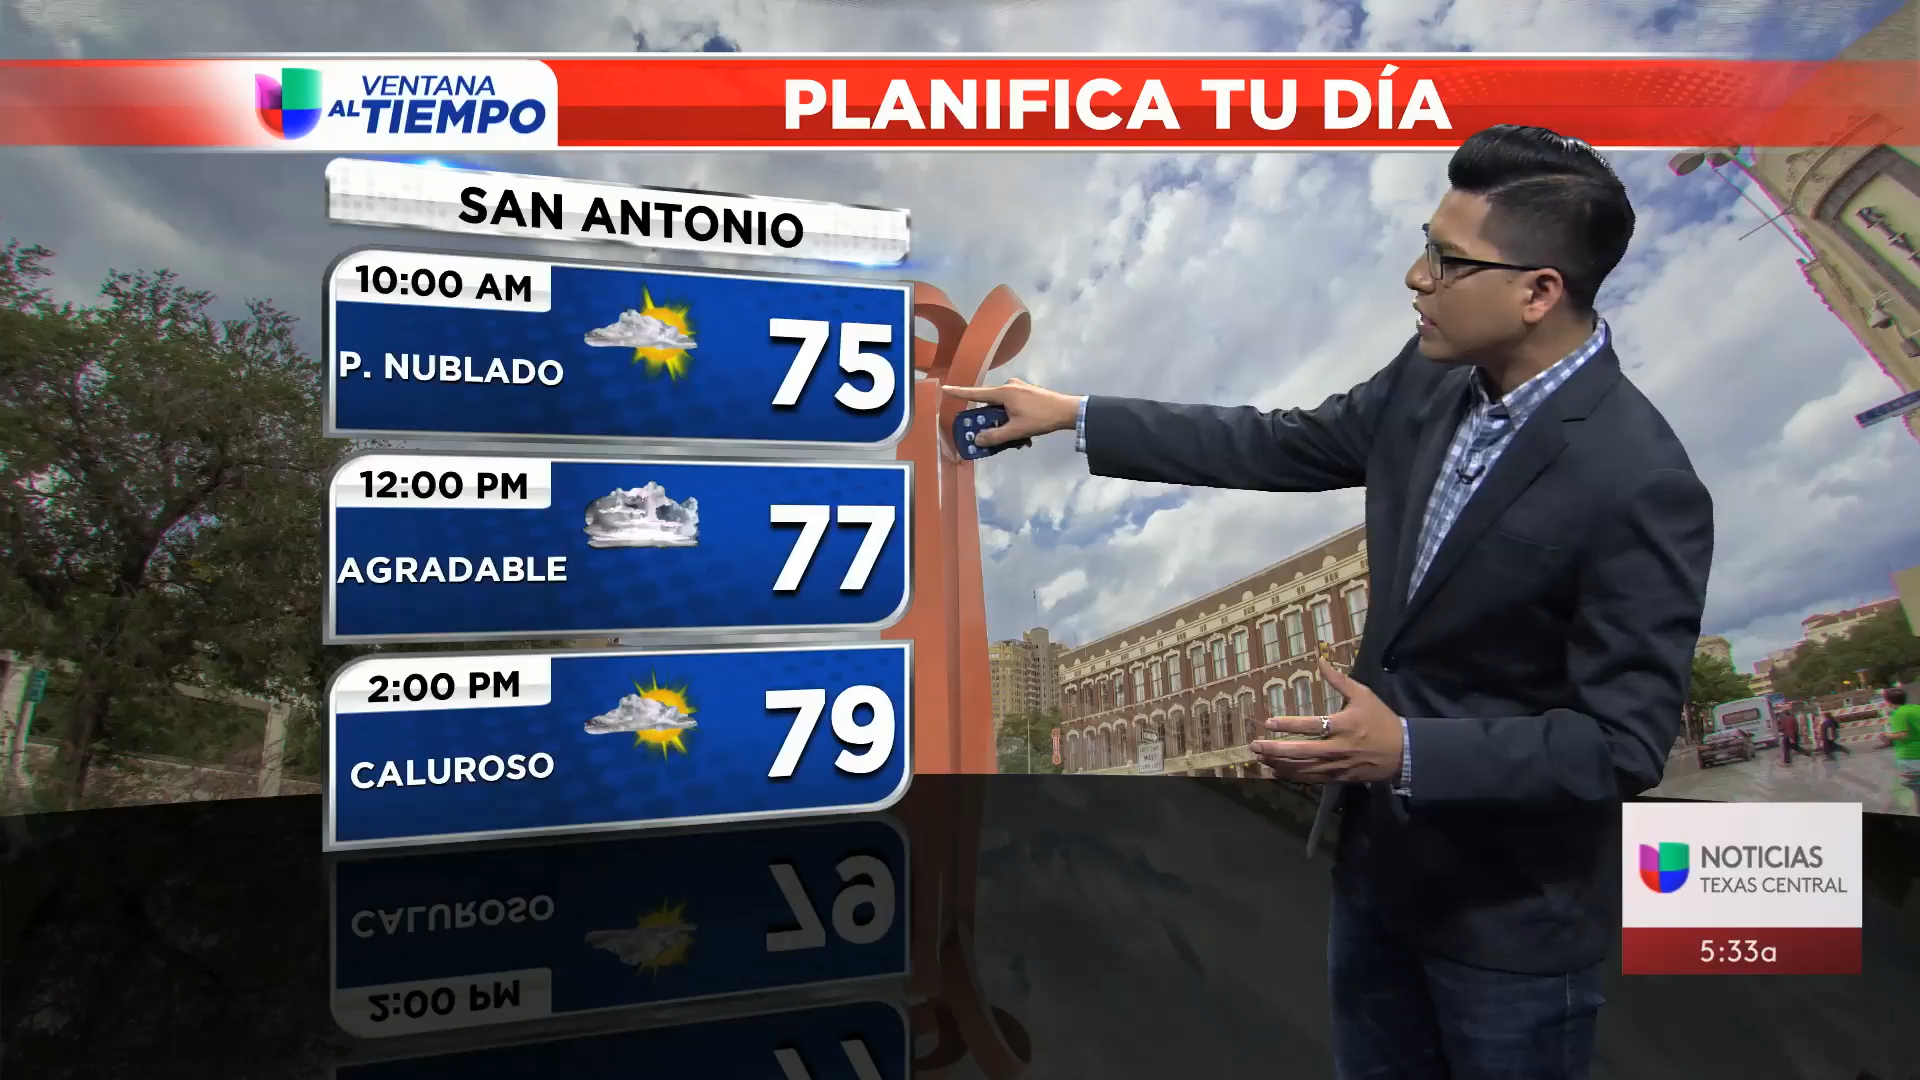 VENTANA
AL TIEMPO
PLANIFICA TU DÍA
SAN ANTONIO
10:00 AM
P. NUBLADO
75
12:00 PM
AGRADABLE
77
2:00 PM
CALUROSO
79
NOTICIAS
TEXAS CENTRAL
5:33a